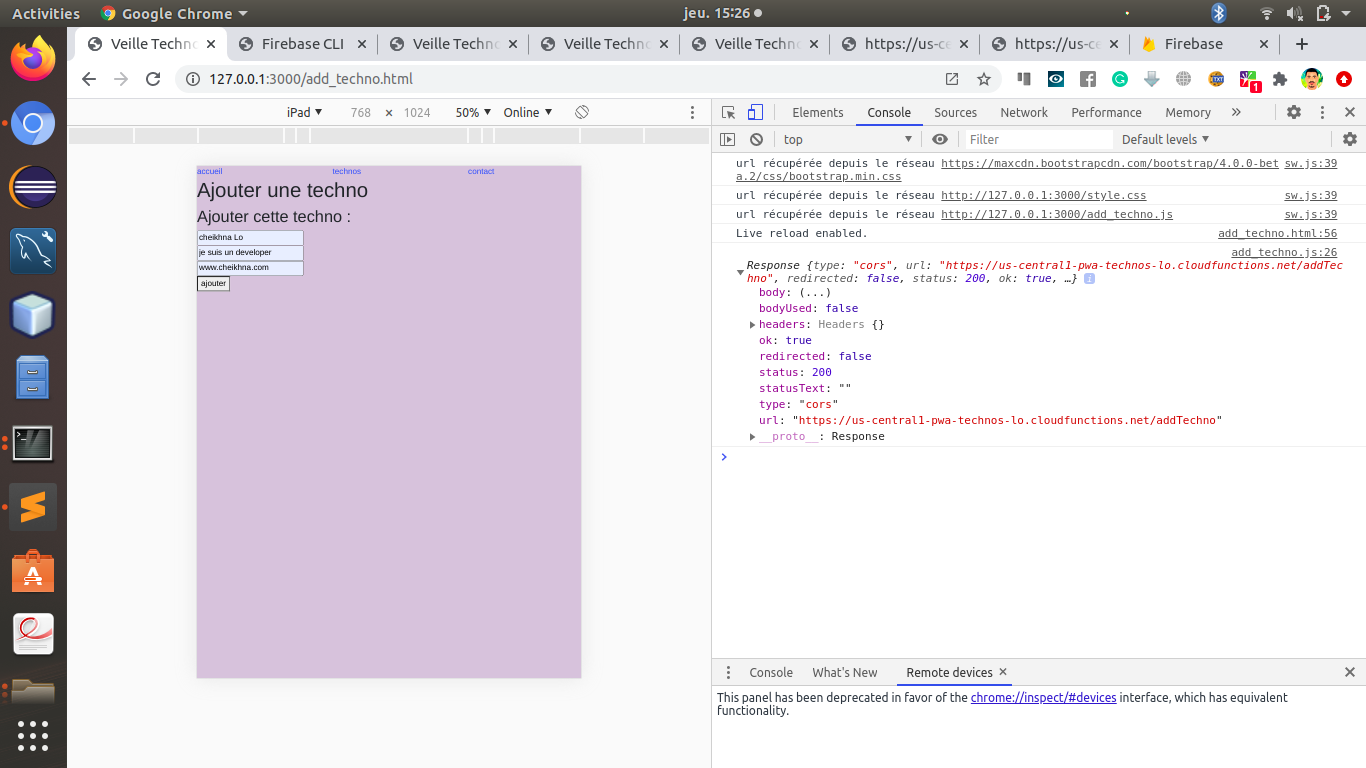 Activities Google Chrome jeu. 15:26
Veille Techno Firebase CLI Veille Techno Veille Techno Veille Techno https://us-ce https://us-ce Firebase
127.0.0.1:3000/add_techno.html
1
iPad 768 × 1024 50% Online
Elements Console Sources Network Performance Memory
top Filter Default levels
accueil technos contact
Ajouter une techno
Ajouter cette techno :
cheikhna Lo
je suis un developer
www.cheikhna.com
ajouter
url récupérée depuis le réseau https://maxcdn.bootstrapcdn.com/bootstrap/4.0.0-bet sw.js:39
a.2/css/bootstrap.min.css
url récupérée depuis le réseau http://127.0.0.1:3000/style.css sw.js:39
url récupérée depuis le réseau http://127.0.0.1:3000/add_techno.js sw.js:39
Live reload enabled. add_techno.html:56
add_techno.js:26
Response {type: "cors", url: "https://us-central1-pwa-technos-lo.cloudfunctions.net/addTec
hno", redirected: false, status: 200, ok: true, …}
body: (...)
bodyUsed: false
headers: Headers {}
ok: true
redirected: false
status: 200
statusText: ""
type: "cors"
url: "https://us-central1-pwa-technos-lo.cloudfunctions.net/addTechno"
__proto__: Response
Console What's New Remote devices
This panel has been deprecated in favor of the chrome://inspect/#devices interface, which has equivalent
functionality.